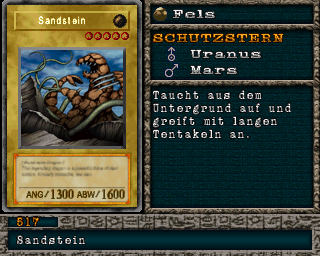 Sandstein
ANG/1300 ABW/1600
Fels
SCHUTZSTERN
Uranus
Mars
Taucht aus dem
Untergrund auf und
greift mit langen
Tentakeln an.
517
Sandstein